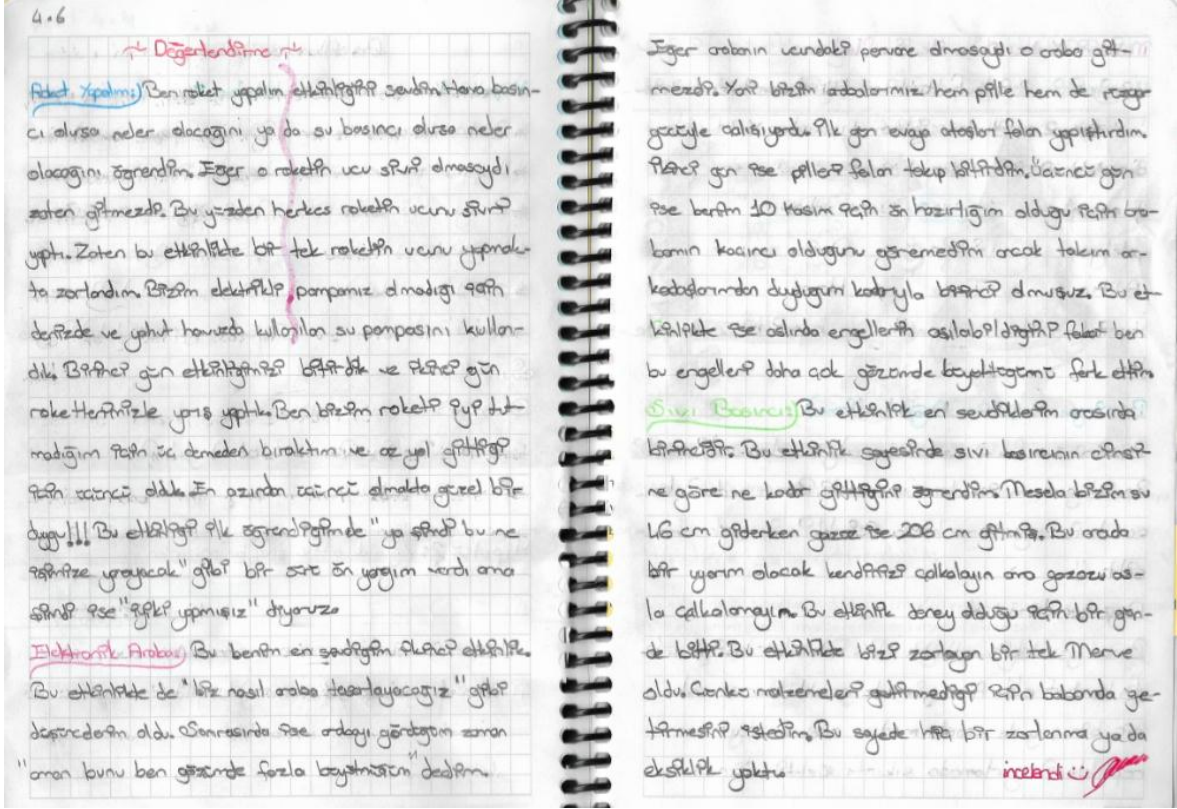 4.6
~ Değerlendirme ~
Roket Yapalım: Ben roket yapalım etkinliğini sevdim. Hava basın-
cı olursa neler olacağını ya da su basıncı olursa neler
olacağını öğrendim. Eğer o roketin ucu sivri olmasaydı
zaten gitmezdi. Bu yüzden herkes roketin ucunu sivri
yaptı. Zaten bu etkinlikte bir tek roketin ucunu yapmak-
ta zorlandım. Bizim elektrikli pompamız olmadığı için
denizde ve yahut havuzda kullanılan su pompasını kullan-
dık. Birinci gün etkinliğimizi bitirdik ve ikinci gün
roketlerimizle yarış yaptık. Ben bizim roketi iyi tut-
madığım için üç demeden bıraktım ve az yol gittiği
için üçüncü olduk. En azından üçüncü olmakta güzel bir
duygu!!! Bu etkinliği ilk öğrendiğimde "ya şimdi bu ne
işimize yarayacak" gibi bir sürü ön yargım vardı ama
şimdi ise "iyiki yapmışız" diyoruz.
Elektronik Araba: Bu benim en sevdiğim ikinci etkinlik.
Bu etkinlikte de "biz nasıl araba tasarlayacağız" gibi
düşüncelerim oldu. Sonrasında ise arabayı gördüğüm zaman
"aman bunu ben gözümde fazla büyütmüşüm" dedim.
Eğer arabanın ucundaki pervane olmasaydı o araba git-
mezdi. Yani bizim arabalarımız hem pille hem de rüzgar
gücüyle çalışıyordu. İlk gün evaya ataşları falan yapıştırdım.
İkinci gün ise pilleri falan takıp bitirdim. Üçüncü gün
ise benim 10 Kasım için ön hazırlığım olduğu için ara-
bamın kaçıncı olduğunu göremedim ancak takım ar-
kadaşlarımdan duyduğum kadarıyla birinci olmuşuz. Bu et-
kinlikte ise aslında engellerin aşılabildiğini fakat ben
bu engelleri daha çok gözümde büyüttüğümü fark ettim.
Sıvı Basıncı: Bu etkinlik en sevdiklerim arasında
birinciğir. Bu etkinlik sayesinde sıvı basıncının cinsi-
ne göre ne kadar gittiğini öğrendim. Mesela bizim su
46 cm giderken gazoz ise 206 cm gitmiş. Bu arada
bir uyarım olacak kendinizi çalkalayın ama gazozu as-
la çalkalamayın. Bu etkinlik deney olduğu için bir gün-
de bitti. Bu etkinlikte bizi zorlayan bir tek Merve
oldu. Çünkü malzemeleri getirmediği için babamda ge-
tirmesini istedim. Bu sayede hiç bir zorlanma ya da
eksiklik yoktu.
incelendi